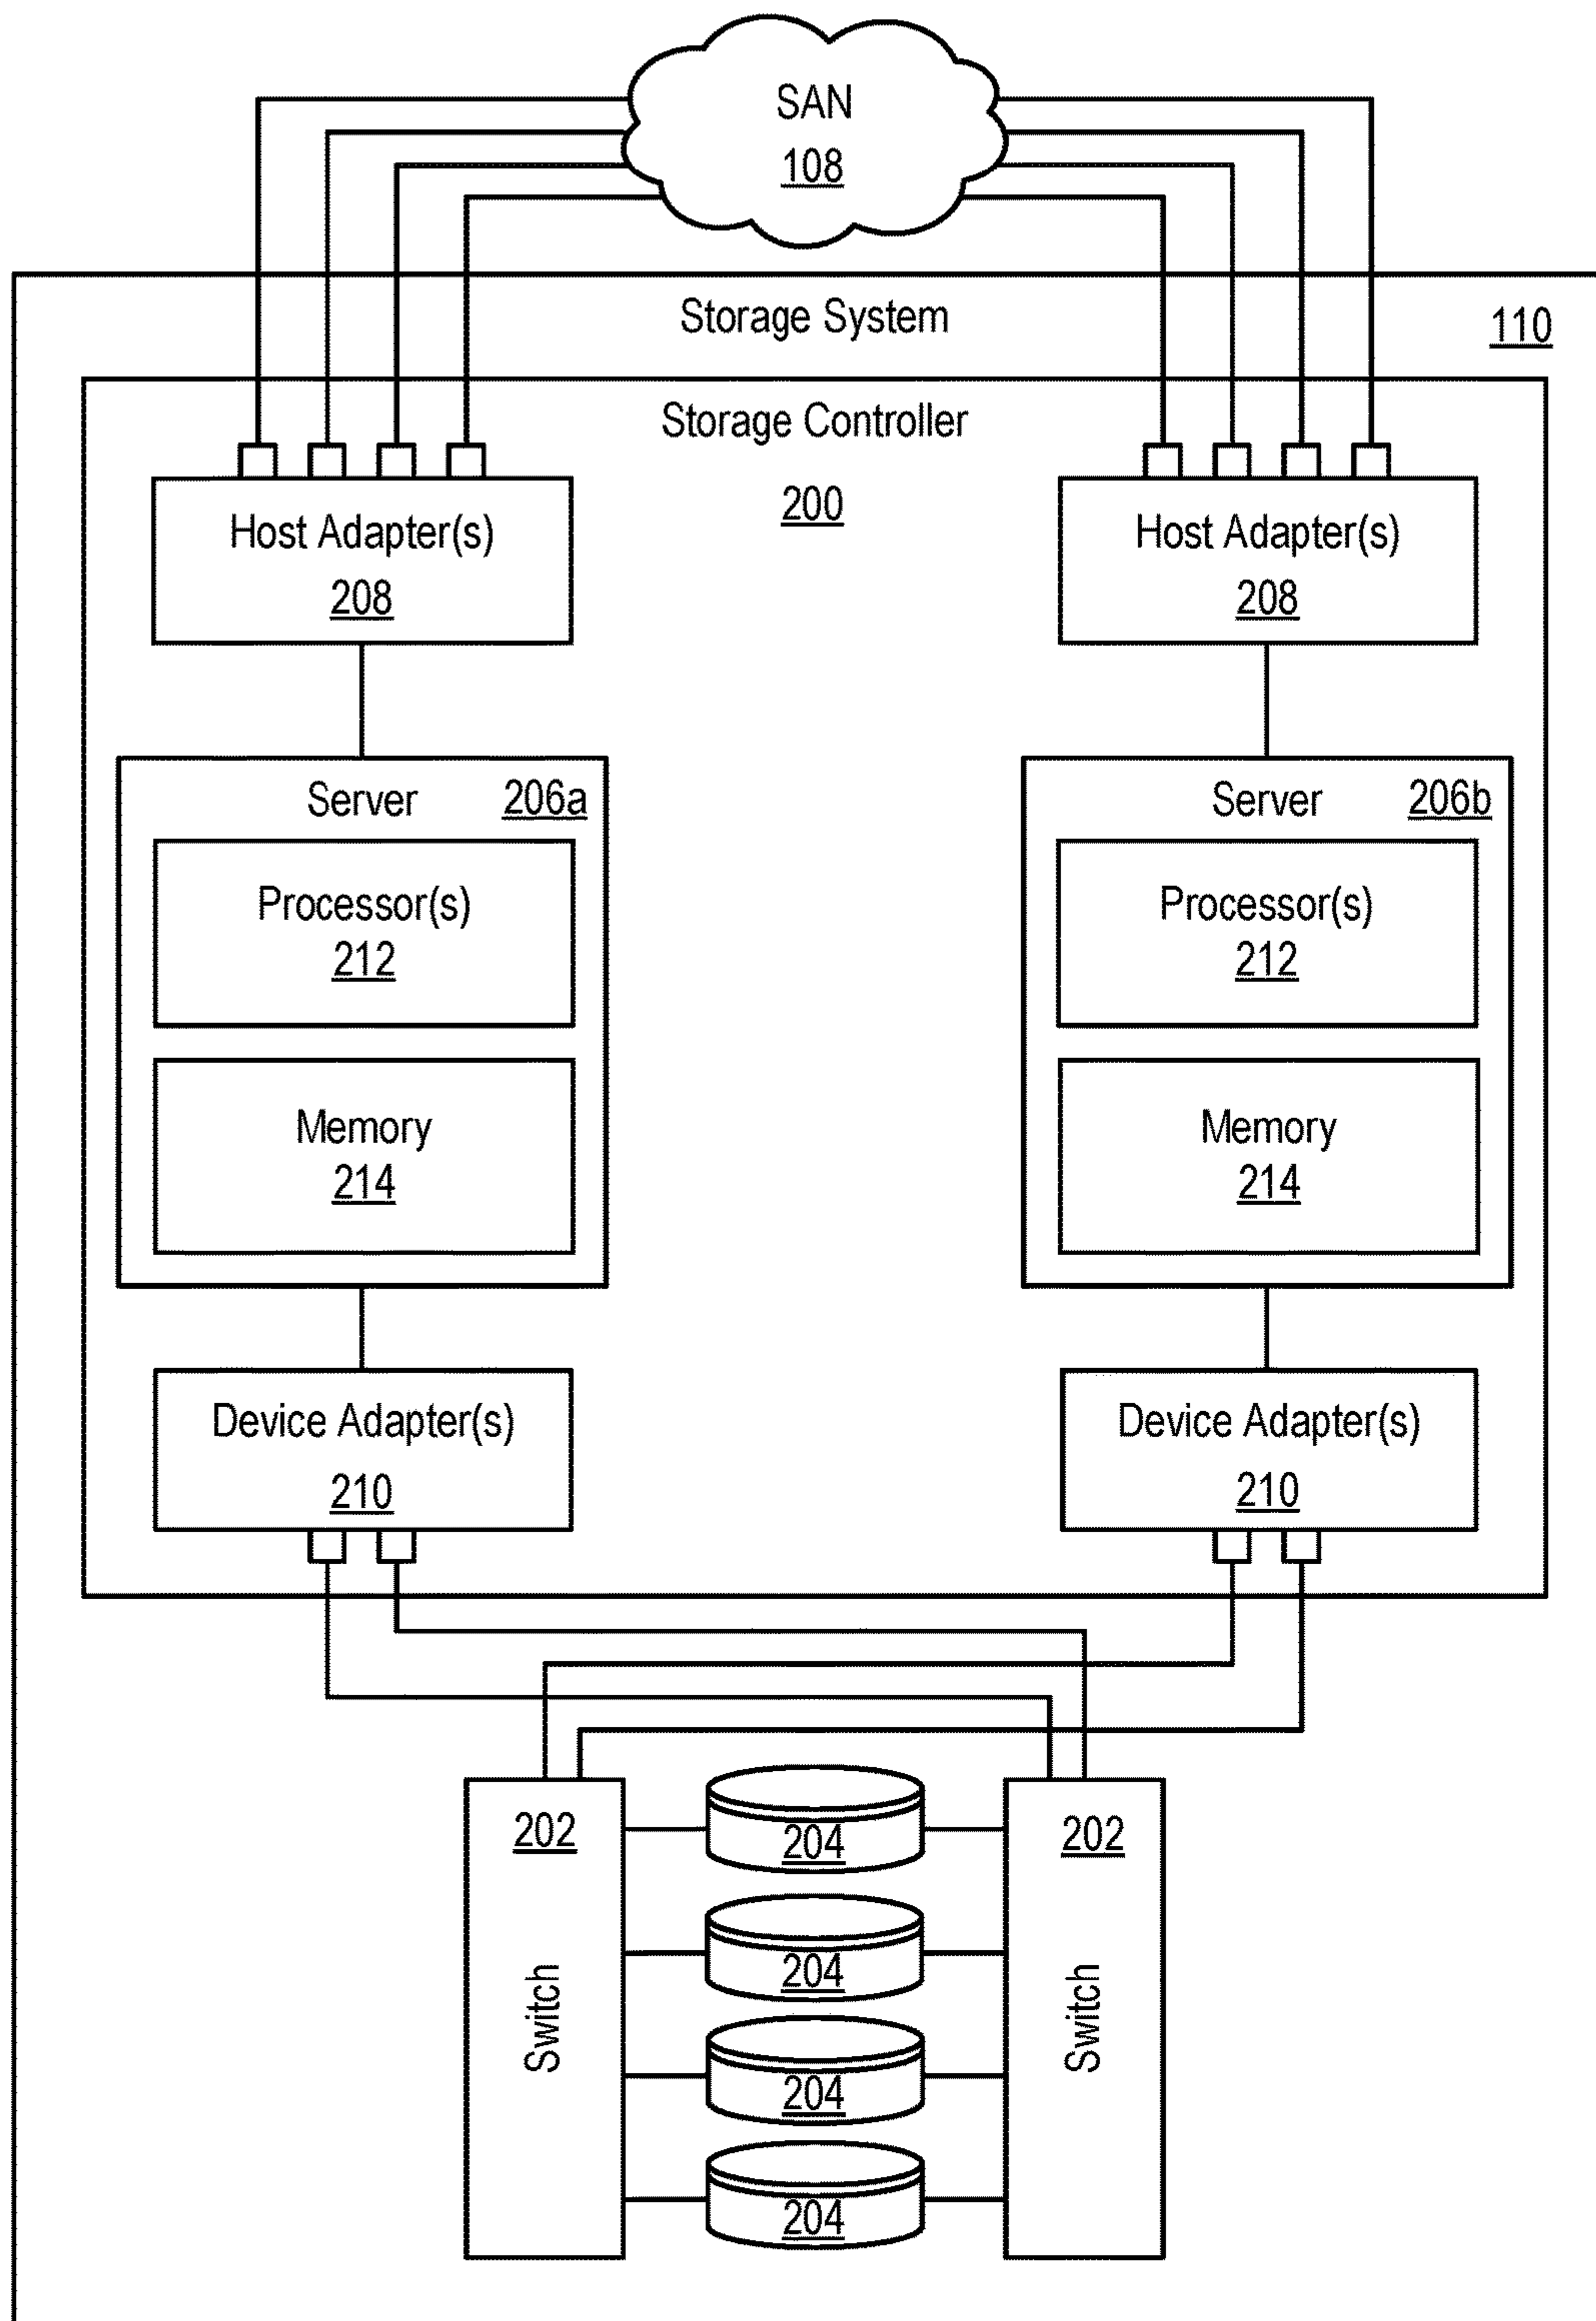 SAN
108
Storage System
110
Storage Controller
200
Host Adapter(s)
208
Host Adapter(s)
208
Server
206a
Server
206b
Processor(s)
212
Processor(s)
212
Memory
214
Memory
214
Device Adapter(s)
210
Device Adapter(s)
210
202
Switch
204
204
204
204
202
Switch